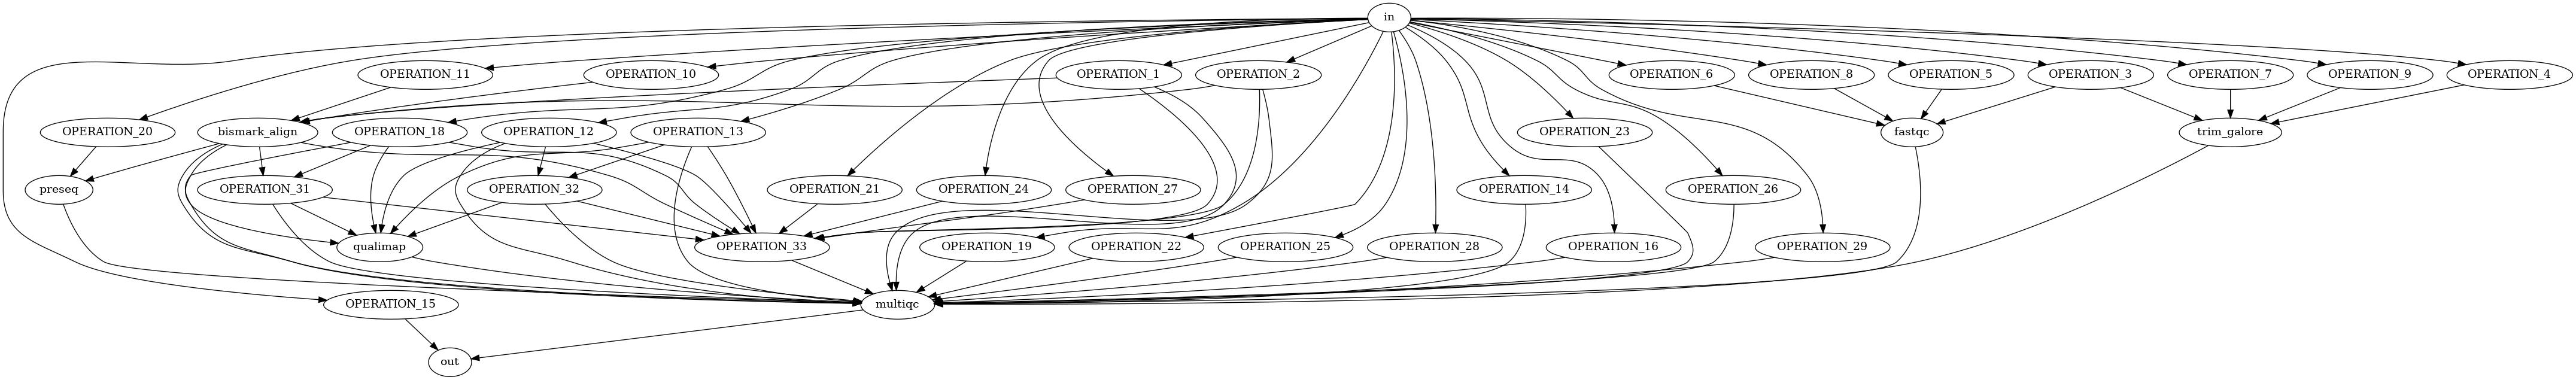 in
OPERATION_11
OPERATION_10
OPERATION_1
OPERATION_2
OPERATION_6
OPERATION_8
OPERATION_5
OPERATION_3
OPERATION_7
OPERATION_9
OPERATION_4
OPERATION_20
bismark_align
OPERATION_18
OPERATION_12
OPERATION_13
OPERATION_23
fastqc
trim_galore
preseq
OPERATION_31
OPERATION_32
OPERATION_21
OPERATION_24
OPERATION_27
OPERATION_14
OPERATION_26
qualimap
OPERATION_33
OPERATION_19
OPERATION_22
OPERATION_25
OPERATION_28
OPERATION_16
OPERATION_29
OPERATION_15
multiqc
out